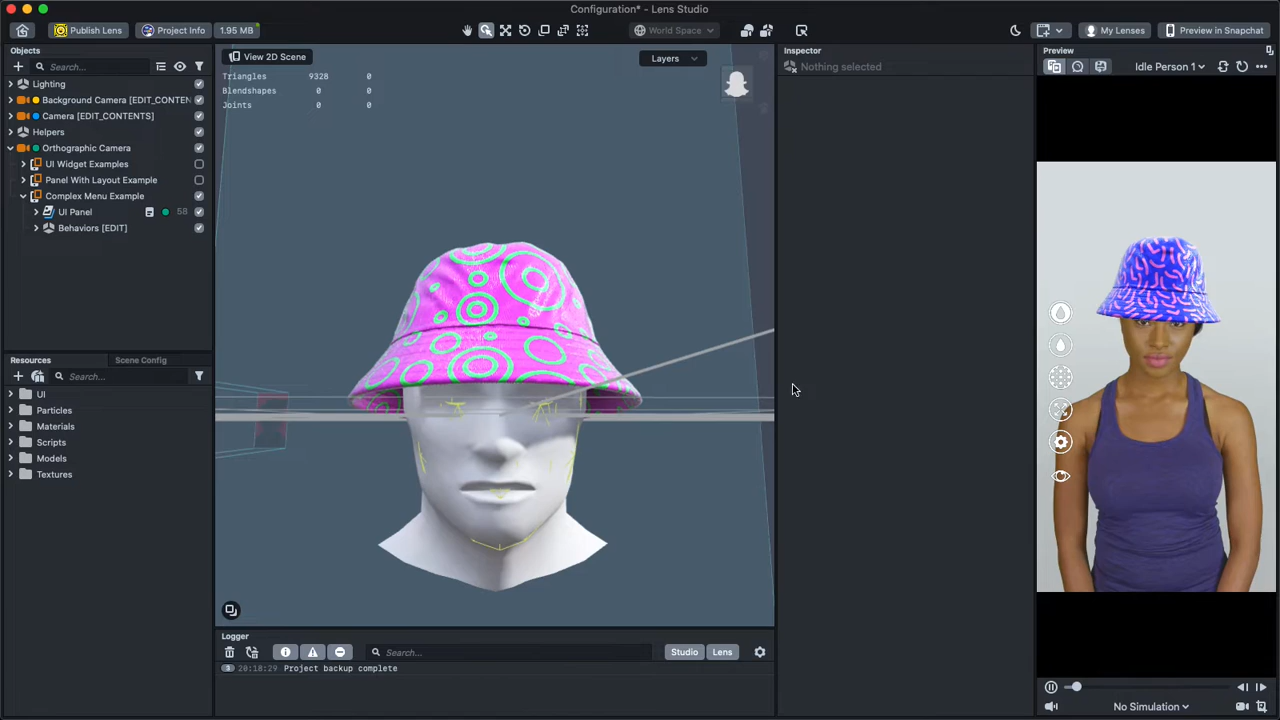 Configuration* - Lens Studio
Publish Lens
Project Info
1.95 MB
World Space
My Lenses
Preview in Snapchat
Objects
Search...
Lighting
Background Camera [EDIT_CONTEN
Camera [EDIT_CONTENTS]
Helpers
Orthographic Camera
UI Widget Examples
Panel With Layout Example
Complex Menu Example
UI Panel
58
Behaviors [EDIT]
Resources
Scene Config
Search...
UI
Particles
Materials
Scripts
Models
Textures
View 2D Scene
Layers
Triangles 9328 0
Blendshapes 0 0
Joints 0 0
Logger
Search...
Studio
Lens
3 20:18:29 Project backup complete
Inspector
Nothing selected
Preview
Idle Person 1
No Simulation